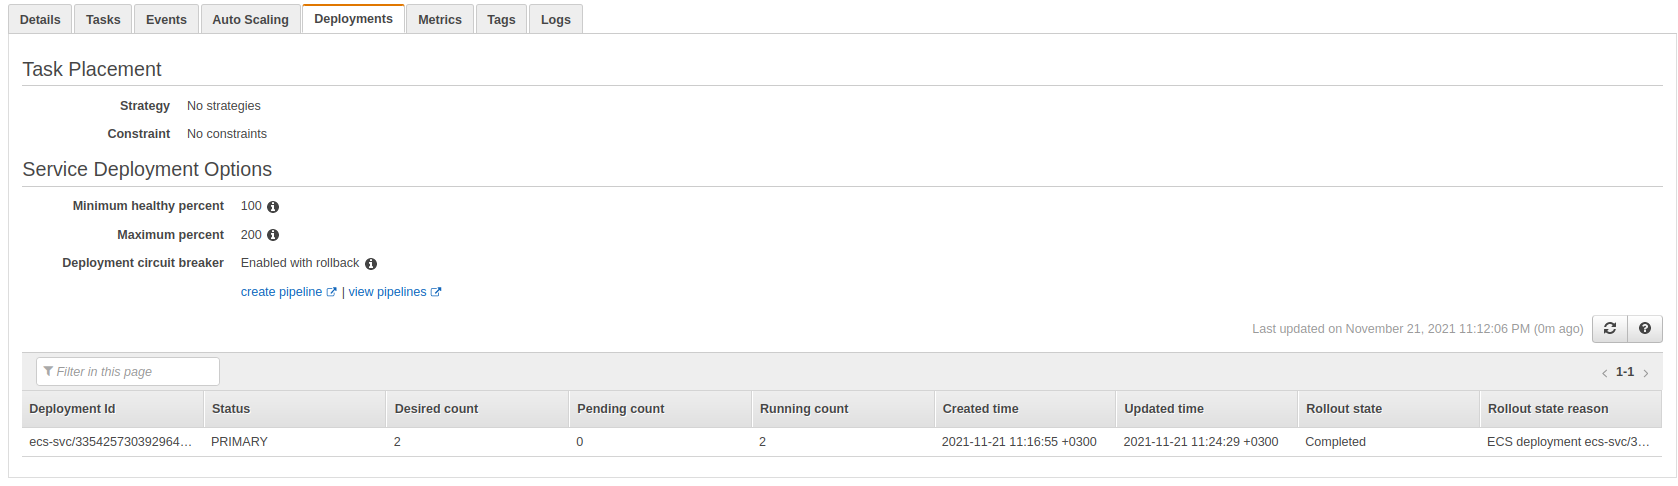 Details Tasks Events Auto Scaling Deployments Metrics Tags Logs
Task Placement
Strategy No strategies
Constraint No constraints
Service Deployment Options
Minimum healthy percent 100
Maximum percent 200
Deployment circuit breaker Enabled with rollback
create pipeline | view pipelines
Last updated on November 21, 2021 11:12:06 PM (0m ago)
Filter in this page < 1-1 >
Deployment Id Status Desired count Pending count Running count Created time Updated time Rollout state Rollout state reason
ecs-svc/335425730392964... PRIMARY 2 0 2 2021-11-21 11:16:55 +0300 2021-11-21 11:24:29 +0300 Completed ECS deployment ecs-svc/3...